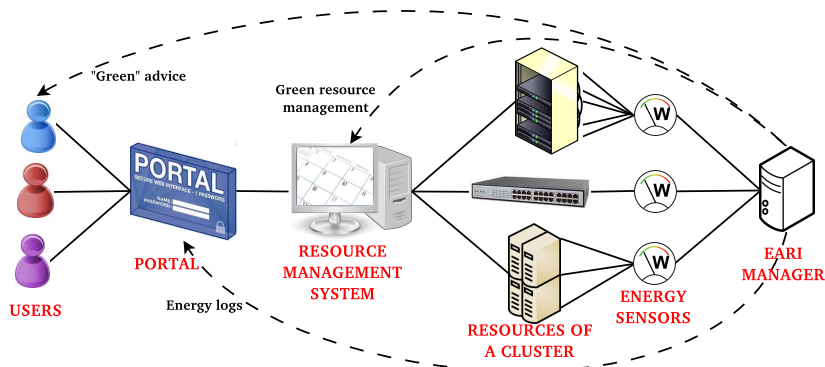 "Green" advice
Green resource
management
PORTAL
SECURE WEB INTERFACE - 1 PASSWORD
NAME
PASSWORD
W
W
W
USERS
PORTAL
Energy logs
RESOURCE
MANAGEMENT
SYSTEM
RESOURCES OF
A CLUSTER
ENERGY
SENSORS
EARI
MANAGER